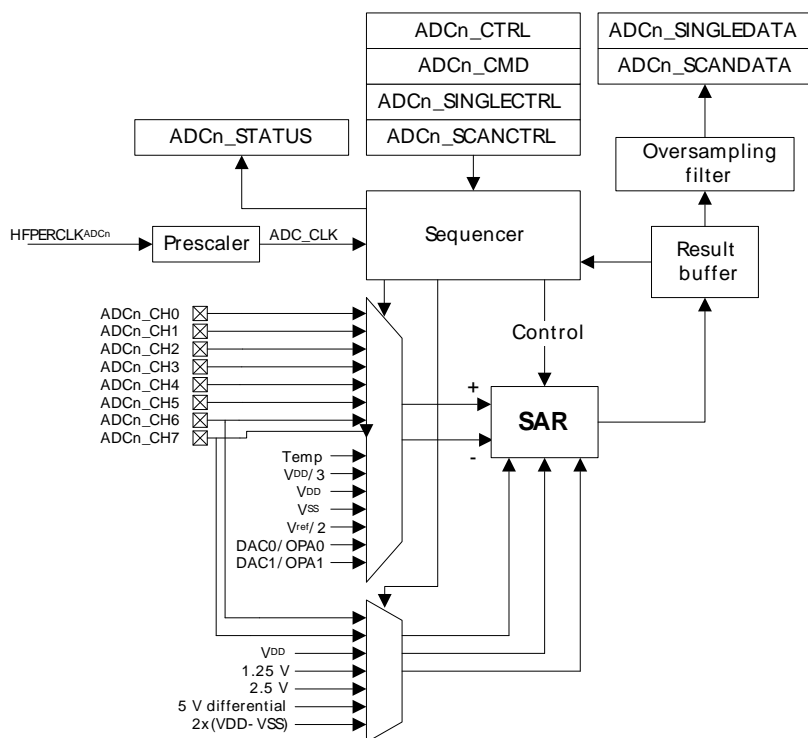 ADCn_CTRL
ADCn_CMD
ADCn_SINGLECTRL
ADCn_SCANCTRL
ADCn_SINGLEDATA
ADCn_SCANDATA
ADCn_STATUS
Oversampling
filter
HFPERCLKADCn
Prescaler
ADC_CLK
Sequencer
Result
buffer
ADCn_CH0
ADCn_CH1
ADCn_CH2
ADCn_CH3
ADCn_CH4
ADCn_CH5
ADCn_CH6
ADCn_CH7
Control
+
SAR
-
Temp
VDD/3
VDD
VSS
Vref/2
DAC0/OPA0
DAC1/OPA1
VDD
1.25 V
2.5 V
5 V differential
2x(VDD-VSS)